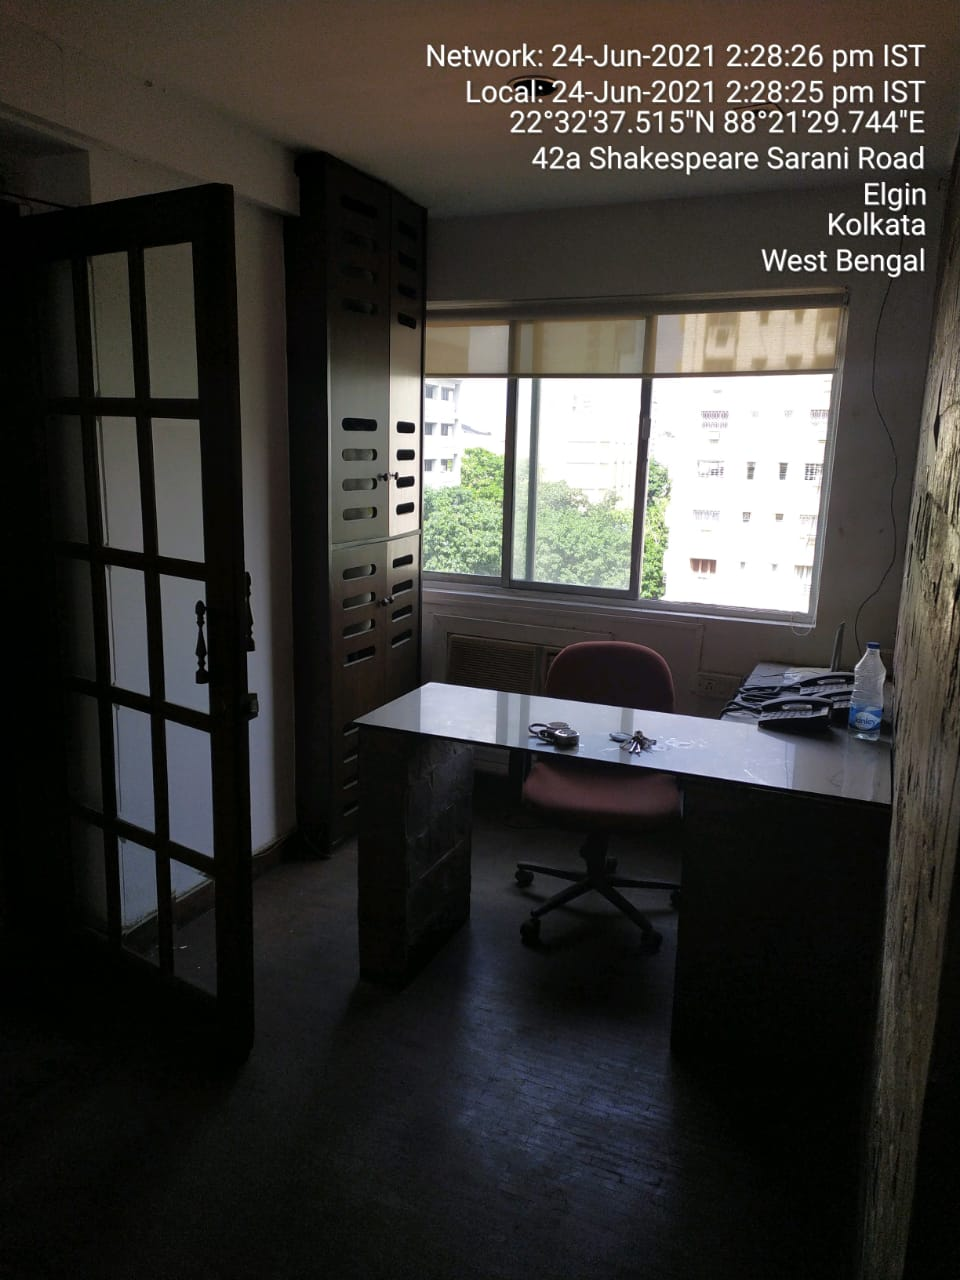 Network: 24-Jun-2021 2:28:26 pm IST
Local: 24-Jun-2021 2:28:25 pm IST
22°32'37.515"N 88°21'29.744"E
42a Shakespeare Sarani Road
Elgin
Kolkata
West Bengal
Kinley